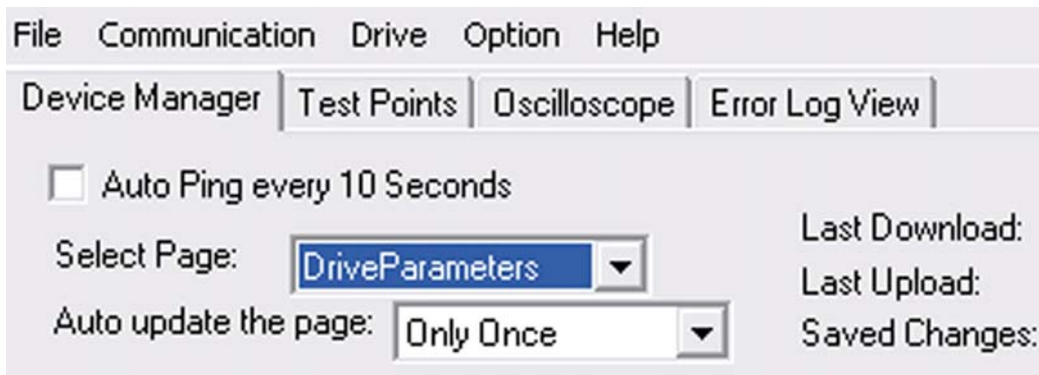 File Communication Drive Option Help
Device Manager Test Points Oscilloscope Error Log View
Auto Ping every 10 Seconds
Select Page: DriveParameters
Auto update the page: Only Once
Last Download:
Last Upload:
Saved Changes: